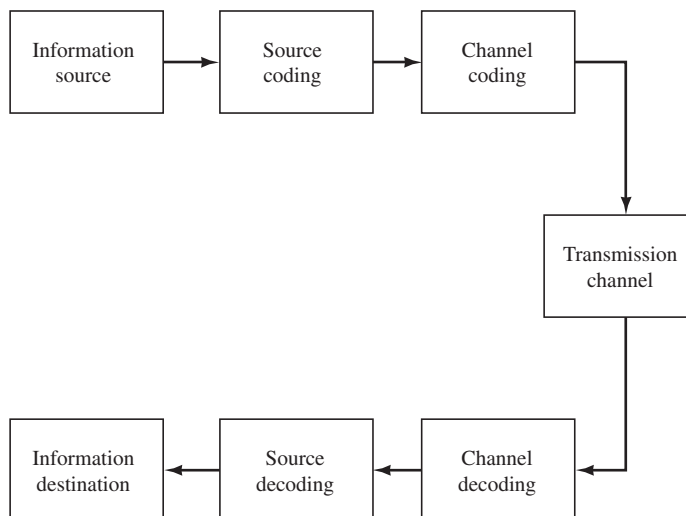 Information
source
Source
coding
Channel
coding
Transmission
channel
Information
destination
Source
decoding
Channel
decoding